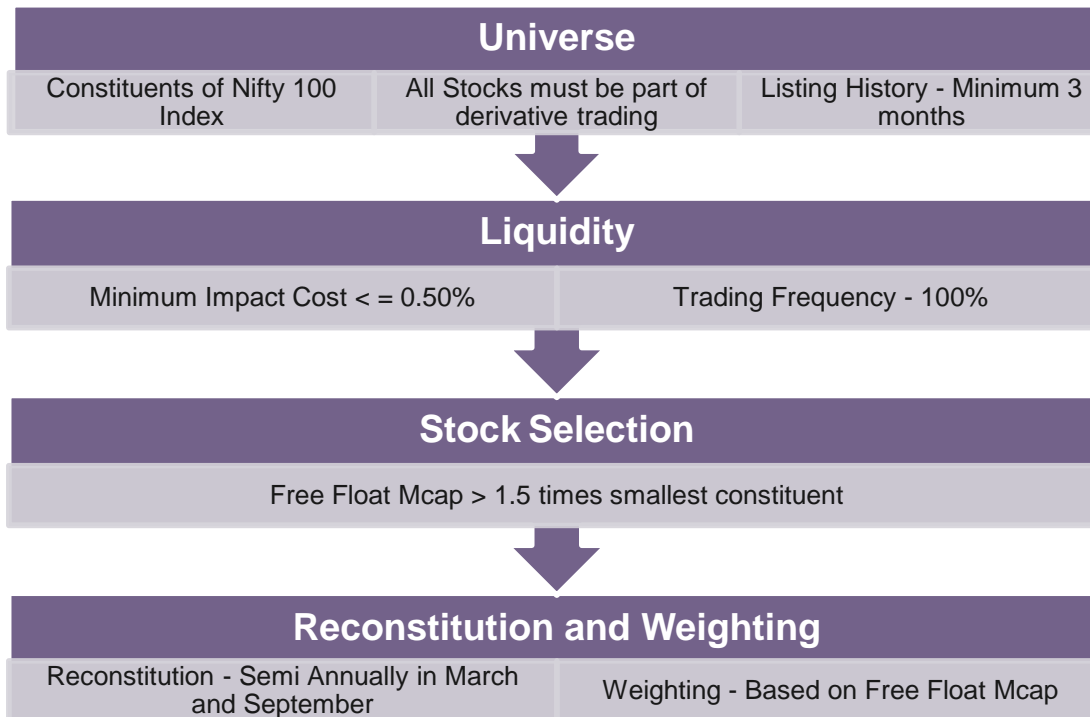 Universe
Constituents of Nifty 100
Index
All Stocks must be part of
derivative trading
Listing History - Minimum 3
months
Liquidity
Minimum Impact Cost < = 0.50%
Trading Frequency - 100%
Stock Selection
Free Float Mcap > 1.5 times smallest constituent
Reconstitution and Weighting
Reconstitution - Semi Annually in March
and September
Weighting - Based on Free Float Mcap